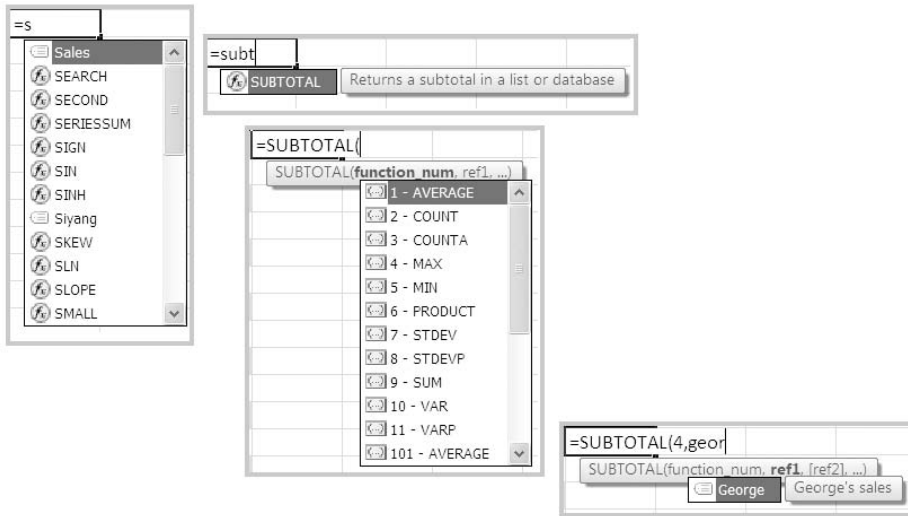 =s
Sales
SEARCH
SECOND
SERIESSUM
SIGN
SIN
SINH
Siyang
SKEW
SLN
SLOPE
SMALL
=subt
SUBTOTAL Returns a subtotal in a list or database
=SUBTOTAL(
SUBTOTAL(function_num, ref1, ...)
1 - AVERAGE
2 - COUNT
3 - COUNTA
4 - MAX
5 - MIN
6 - PRODUCT
7 - STDEV
8 - STDEVP
9 - SUM
10 - VAR
11 - VARP
101 - AVERAGE
=SUBTOTAL(4,geor
SUBTOTAL(function_num, ref1, [ref2], ...)
George George's sales